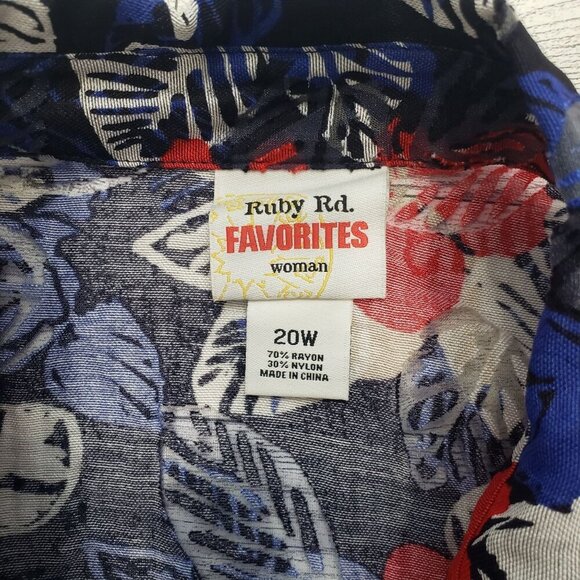 Ruby Rd.
FAVORITES
woman
20W
70% RAYON
30% NYLON
MADE IN CHINA